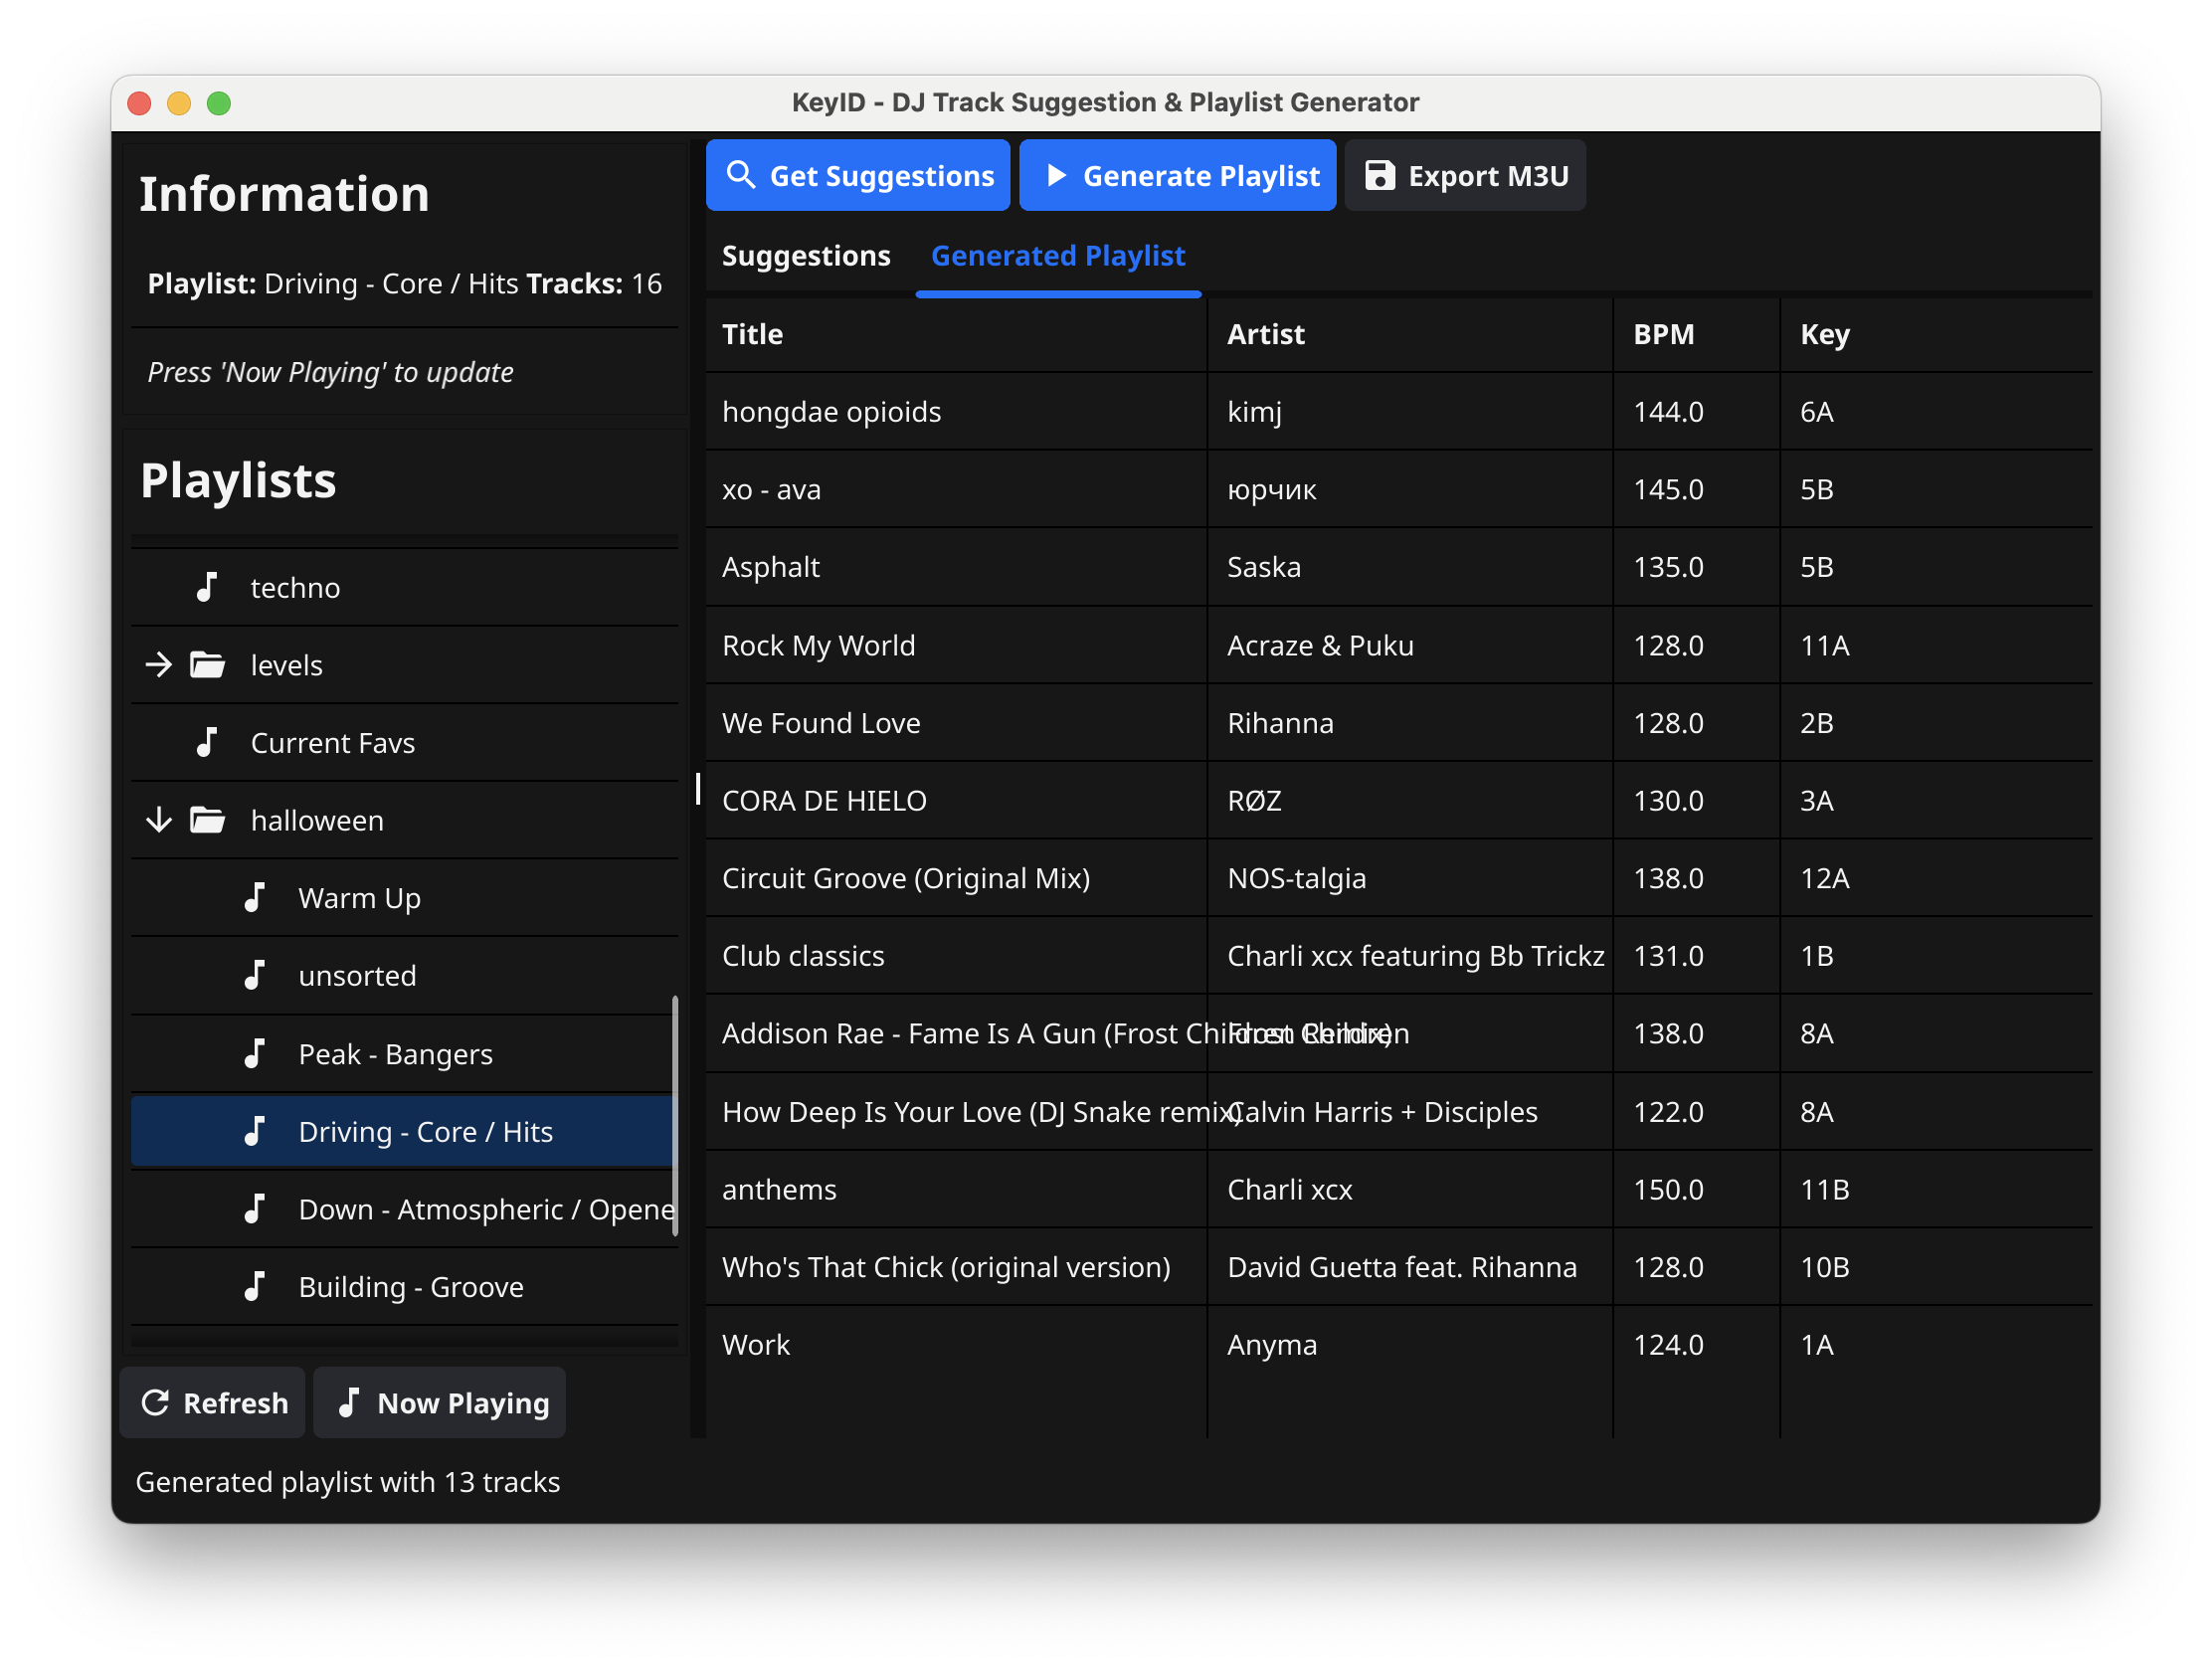 KeyID - DJ Track Suggestion & Playlist Generator
Information
Playlist: Driving - Core / Hits Tracks: 16
Press 'Now Playing' to update
Playlists
techno
levels
Current Favs
halloween
Warm Up
unsorted
Peak - Bangers
Driving - Core / Hits
Down - Atmospheric / Opene
Building - Groove
Refresh Now Playing
Generated playlist with 13 tracks
Get Suggestions Generate Playlist Export M3U
Suggestions Generated Playlist
Title Artist BPM Key
hongdae opioids kimj 144.0 6A
xo - ava юрчик 145.0 5B
Asphalt Saska 135.0 5B
Rock My World Acraze & Puku 128.0 11A
We Found Love Rihanna 128.0 2B
CORA DE HIELO RØZ 130.0 3A
Circuit Groove (Original Mix) NOS-talgia 138.0 12A
Club classics Charli xcx featuring Bb Trickz 131.0 1B
Addison Rae - Fame Is A Gun (Frost Children Remix) Frost Children 138.0 8A
How Deep Is Your Love (DJ Snake remix) Calvin Harris + Disciples 122.0 8A
anthems Charli xcx 150.0 11B
Who's That Chick (original version) David Guetta feat. Rihanna 128.0 10B
Work Anyma 124.0 1A